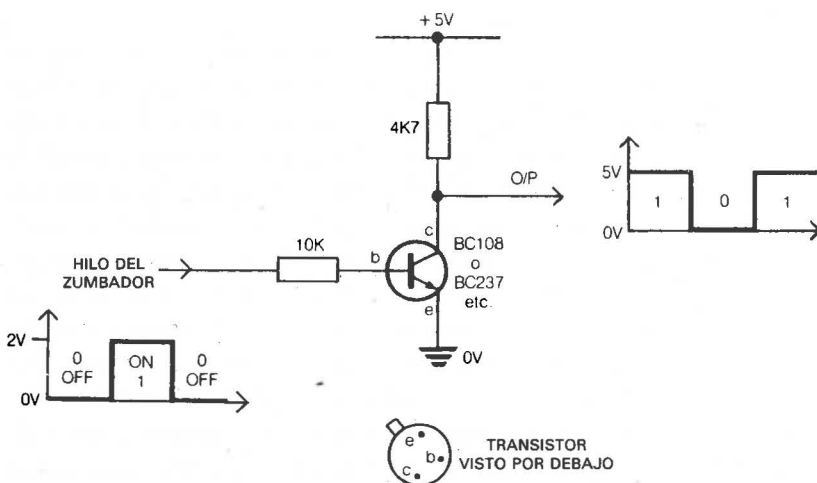 + 5V
4K7
O/P
5V
1 0 1
0V
c
10K
b
BC108
o
BC237
etc.
HILO DEL
ZUMBADOR
e
0V
2V
0
OFF
ON
1
0
OFF
0V
e
b
c
TRANSISTOR
VISTO POR DEBAJO